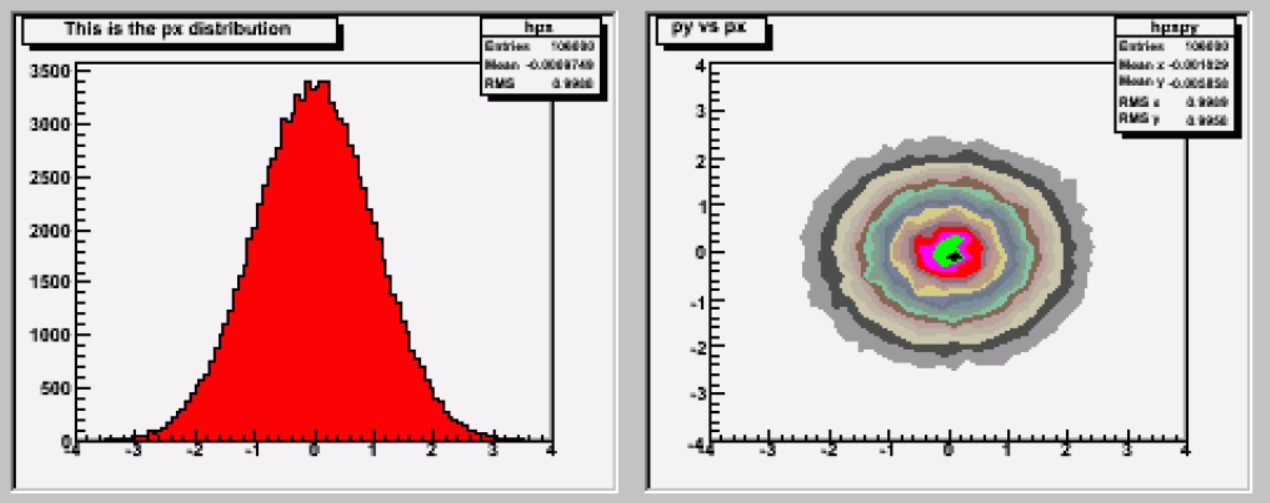 This is the px distribution
hpx
Entries
Mean
RMS
3500
3000
2500
2000
1500
1000
500
0
-4 -3 -2 -1 0 1 2 3 4
py vs px
hpxpy
Entries
Mean x
Mean y
RMS x
RMS y
4
3
2
1
0
-1
-2
-3
-4
-4 -3 -2 -1 0 1 2 3 4